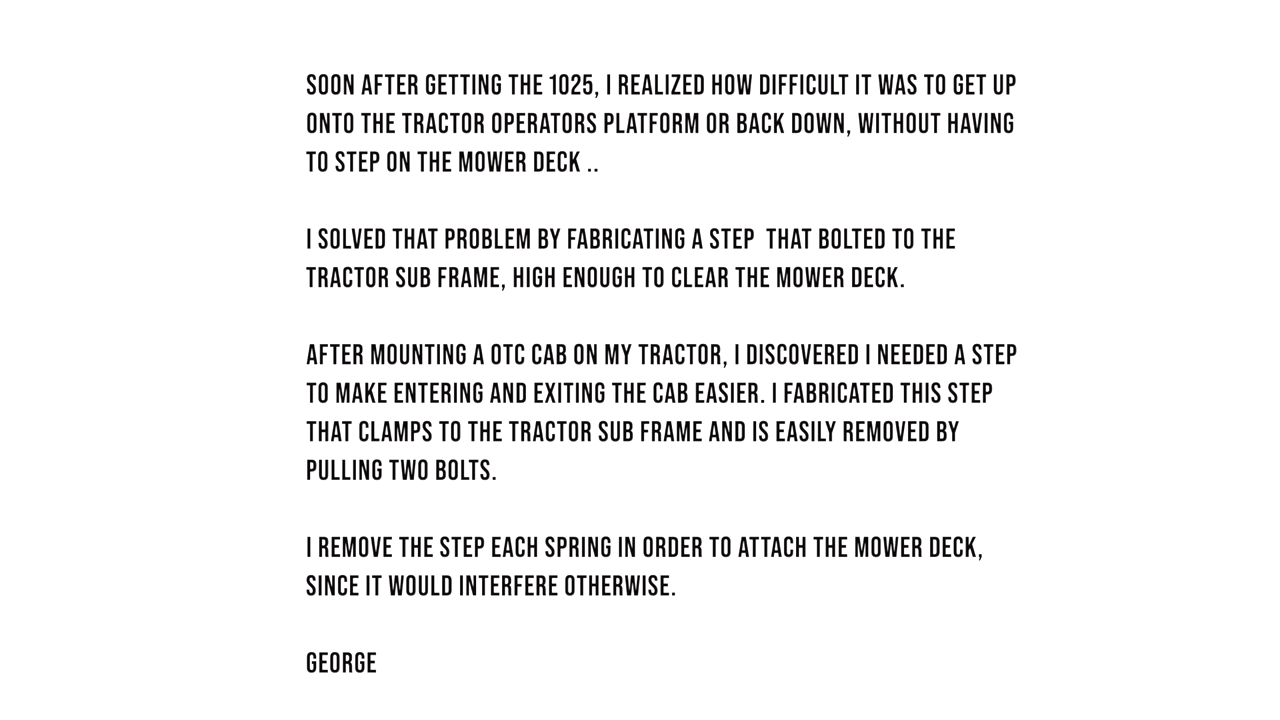 SOON AFTER GETTING THE 1025, I REALIZED HOW DIFFICULT IT WAS TO GET UP
ONTO THE TRACTOR OPERATORS PLATFORM OR BACK DOWN, WITHOUT HAVING
TO STEP ON THE MOWER DECK ..
I SOLVED THAT PROBLEM BY FABRICATING A STEP  THAT BOLTED TO THE
TRACTOR SUB FRAME, HIGH ENOUGH TO CLEAR THE MOWER DECK.
AFTER MOUNTING A OTC CAB ON MY TRACTOR, I DISCOVERED I NEEDED A STEP
TO MAKE ENTERING AND EXITING THE CAB EASIER. I FABRICATED THIS STEP
THAT CLAMPS TO THE TRACTOR SUB FRAME AND IS EASILY REMOVED BY
PULLING TWO BOLTS.
I REMOVE THE STEP EACH SPRING IN ORDER TO ATTACH THE MOWER DECK,
SINCE IT WOULD INTERFERE OTHERWISE.
GEORGE